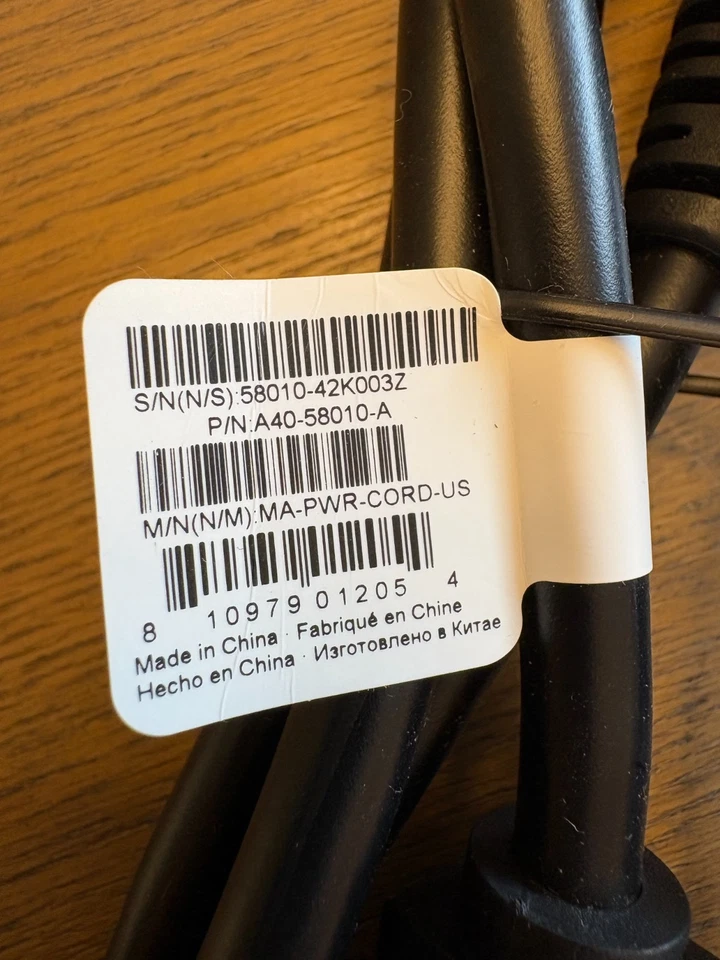 S/N(N/S):58010-42K003Z
P/N:A40-58010-A
M/N(N/M):MA-PWR-CORD-US
8 10979 01205 4
Made in China · Fabriqué en Chine
Hecho en China · Изготовлено в Китае